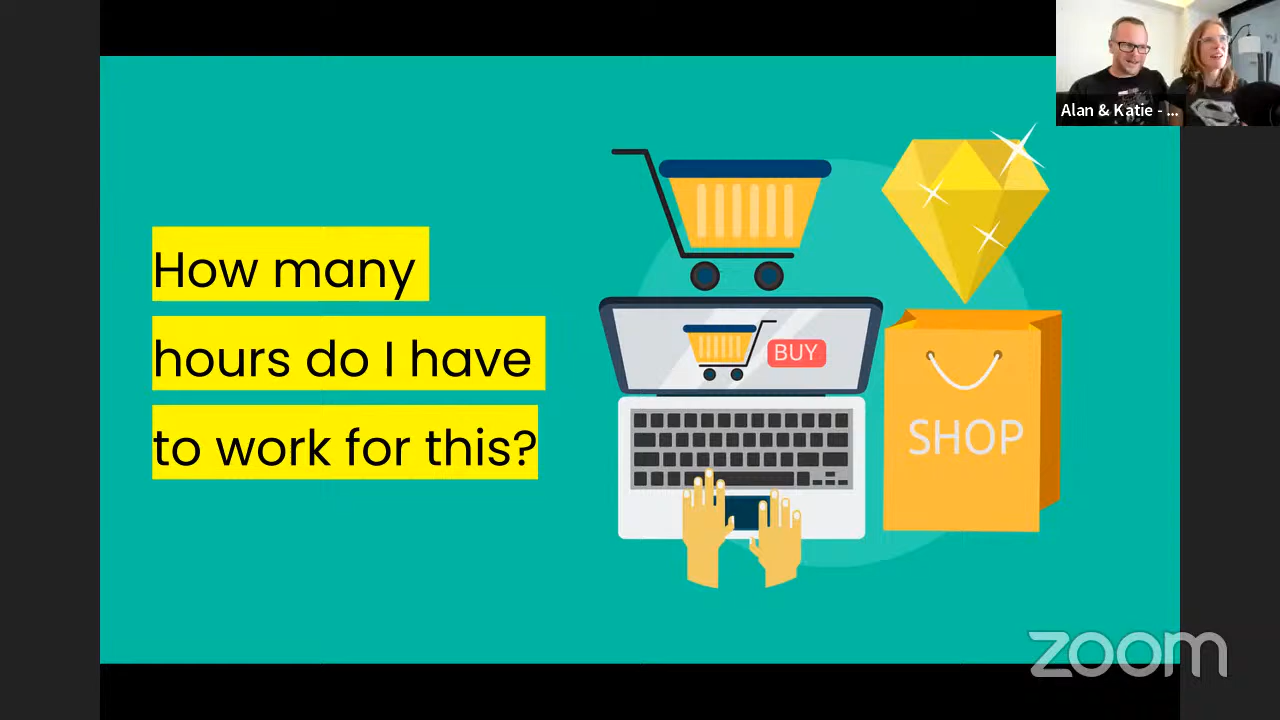 Alan & Katie - ...
How many
hours do I have
to work for this?
BUY
SHOP
zoom